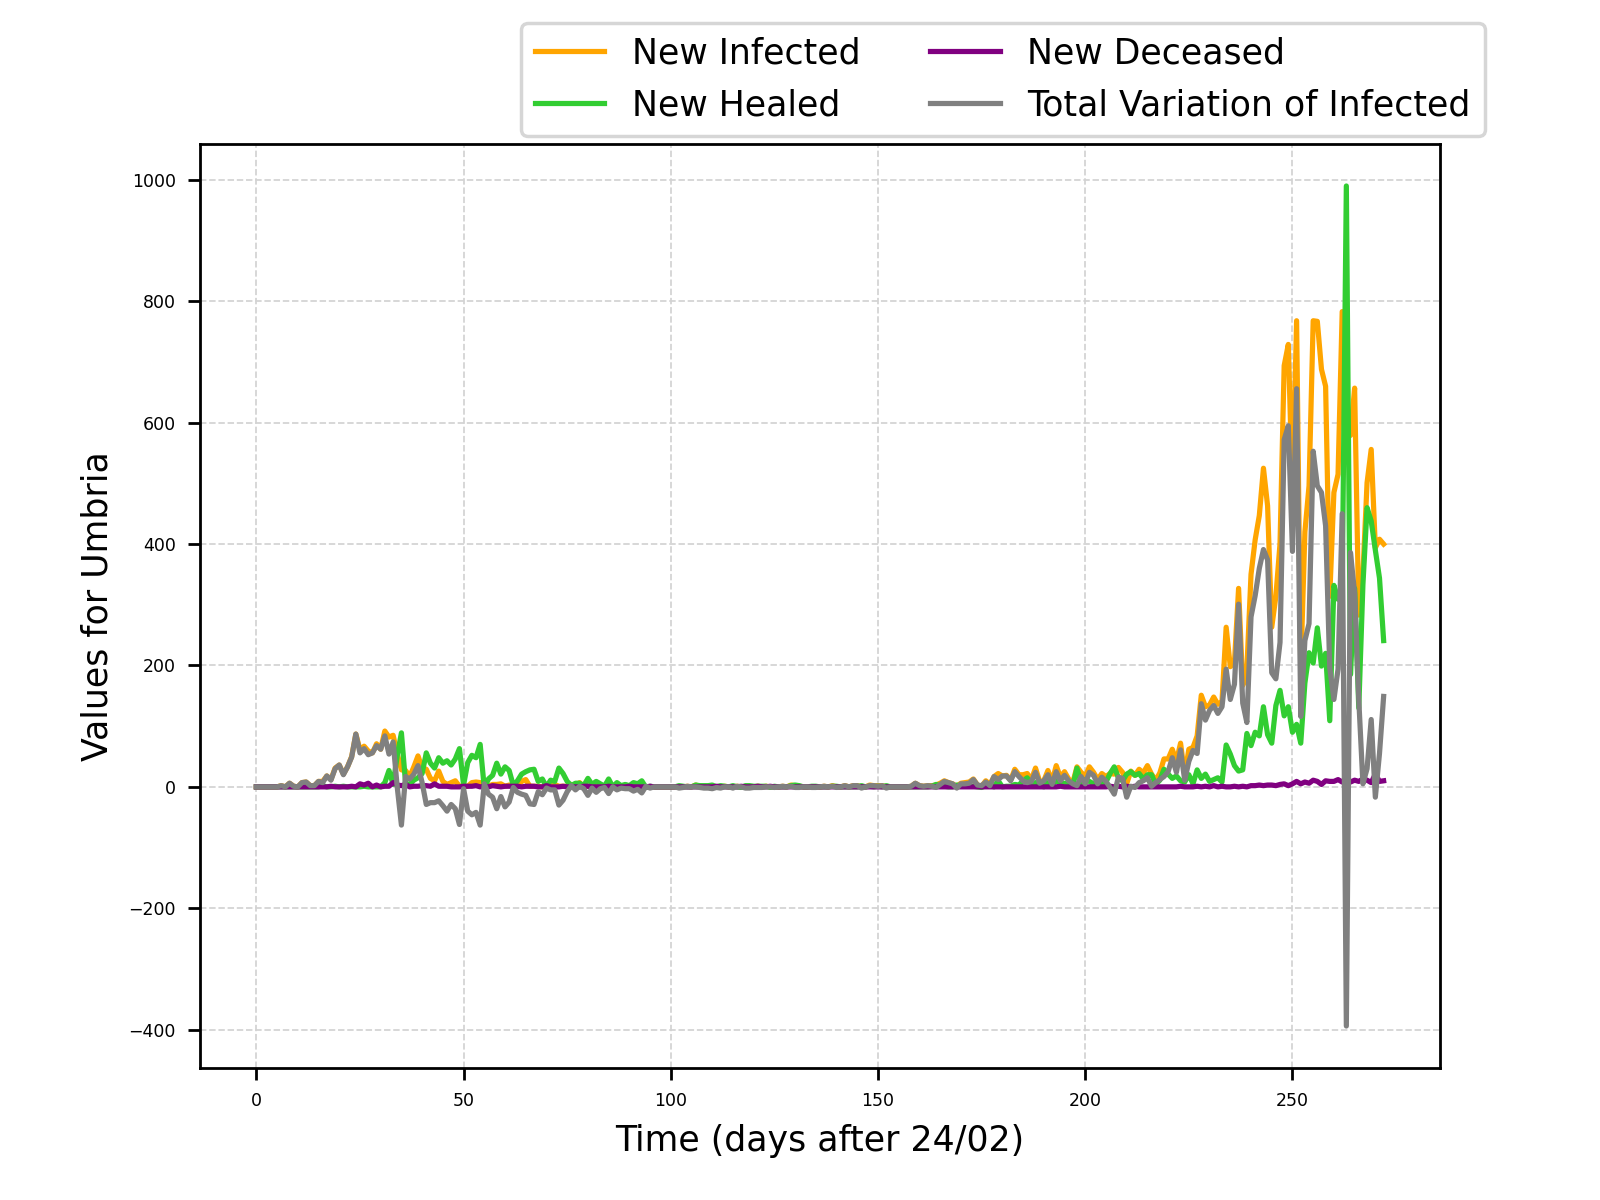 New Infected New Deceased
New Healed Total Variation of Infected
1000
800
600
400
200
0
−200
−400
Values for Umbria
0 50 100 150 200 250
Time (days after 24/02)